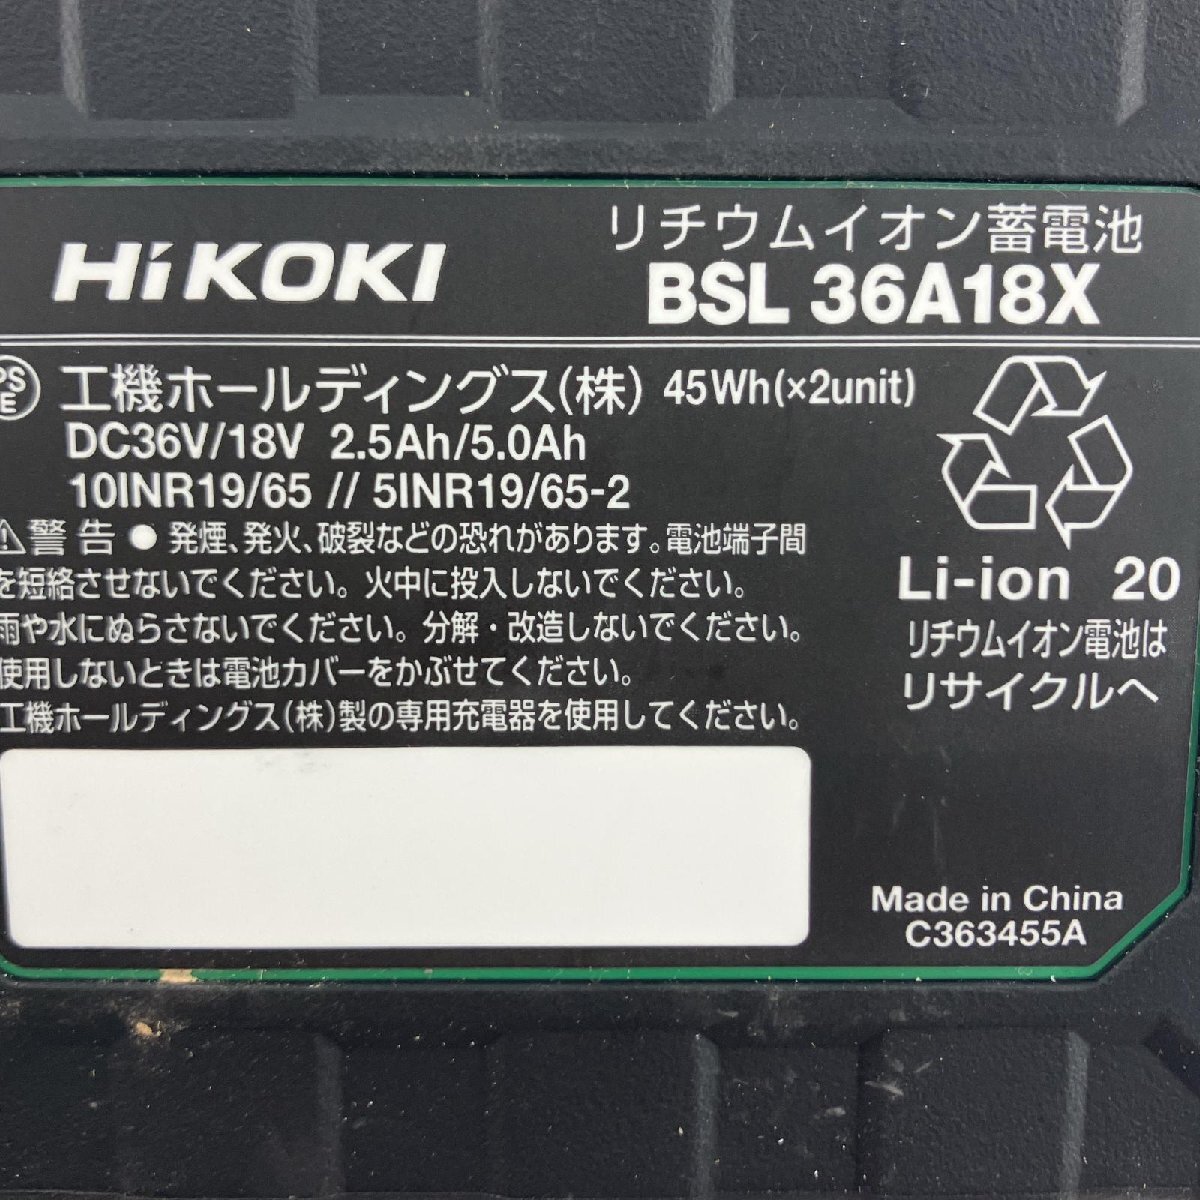 HiKOKI
リチウムイオン蓄電池
BSL 36A18X
PS
E
工機ホールディングス(株) 45Wh(×2unit)
DC36V/18V 2.5Ah/5.0Ah
10INR19/65 // 5INR19/65-2
⚠警告 ● 発煙、発火、破裂などの恐れがあります。電池端子間
を短絡させないでください。火中に投入しないでください。
雨や水にぬらさないでください。分解・改造しないでください。
使用しないときは電池カバーをかぶせてください。
工機ホールディングス(株)製の専用充電器を使用してください。
Li-ion 20
リチウムイオン電池は
リサイクルへ
Made in China
C363455A